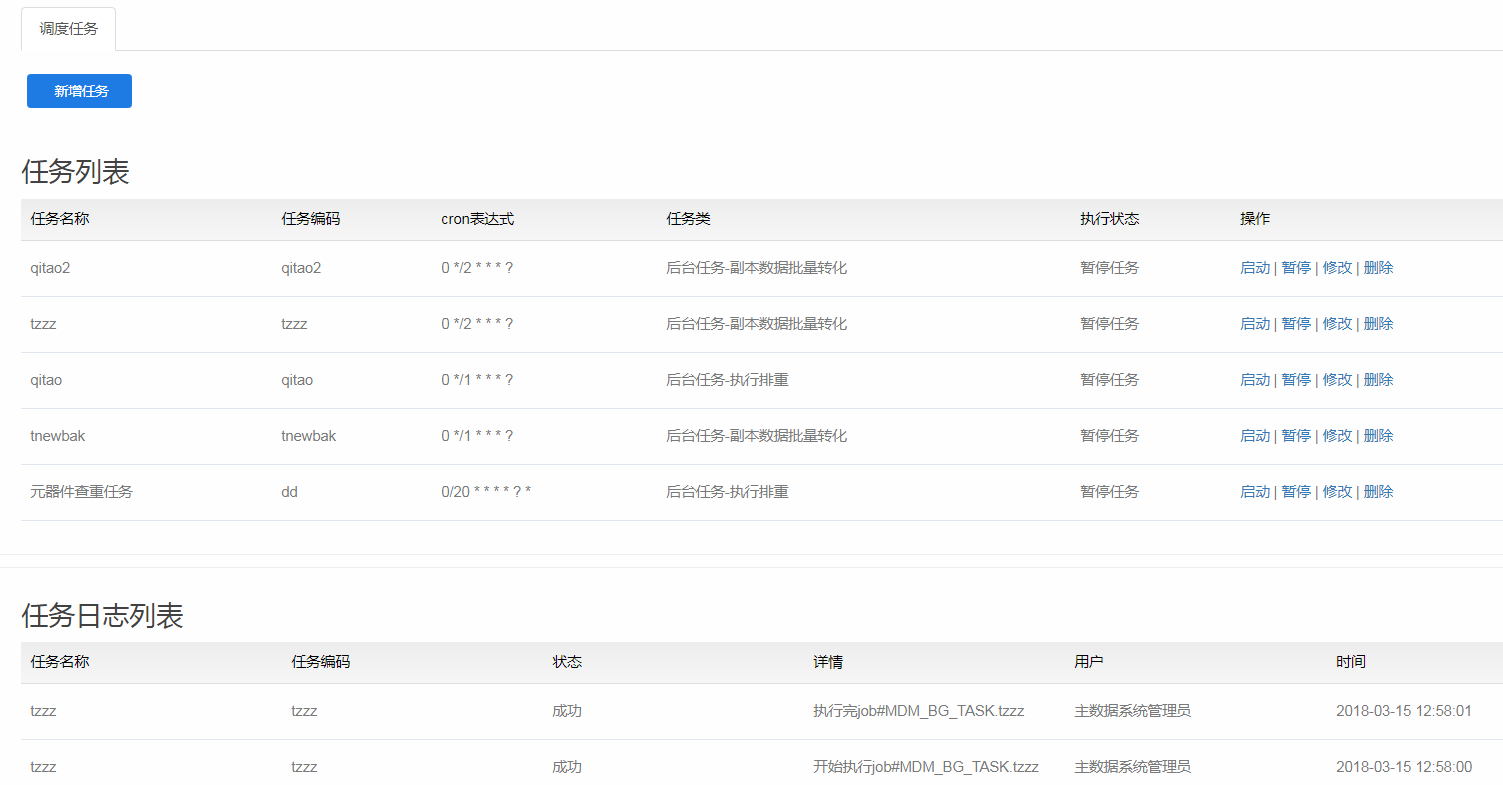 调度任务
新增任务
任务列表
任务名称 任务编码 cron表达式 任务类 执行状态 操作
qitao2 qitao2 0 */2 * * * ? 后台任务-副本数据批量转化 暂停任务 启动 | 暂停 | 修改 | 删除
tzzz tzzz 0 */2 * * * ? 后台任务-副本数据批量转化 暂停任务 启动 | 暂停 | 修改 | 删除
qitao qitao 0 */1 * * * ? 后台任务-执行排重 暂停任务 启动 | 暂停 | 修改 | 删除
tnewbak tnewbak 0 */1 * * * ? 后台任务-副本数据批量转化 暂停任务 启动 | 暂停 | 修改 | 删除
元器件查重任务 dd 0/20 * * * * ? * 后台任务-执行排重 暂停任务 启动 | 暂停 | 修改 | 删除
任务日志列表
任务名称 任务编码 状态 详情 用户 时间
tzzz tzzz 成功 执行完job#MDM_BG_TASK.tzzz 主数据系统管理员 2018-03-15 12:58:01
tzzz tzzz 成功 开始执行job#MDM_BG_TASK.tzzz 主数据系统管理员 2018-03-15 12:58:00